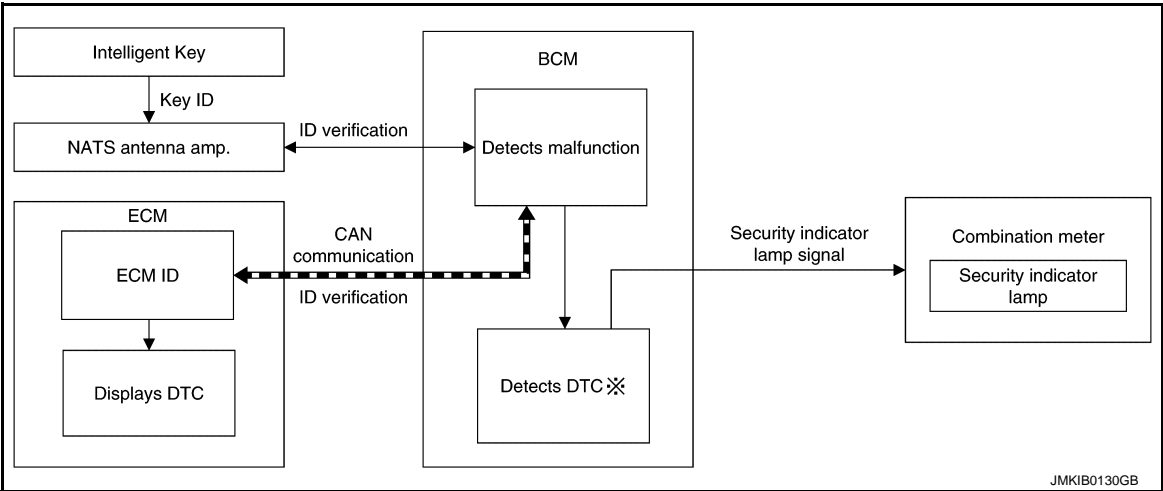 Intelligent Key
Key ID
NATS antenna amp.
ID verification
BCM
Detects malfunction
ECM
ECM ID
CAN
communication
ID verification
Displays DTC
Detects DTC※
Security indicator
lamp signal
Combination meter
Security indicator
lamp
JMKIB0130GB